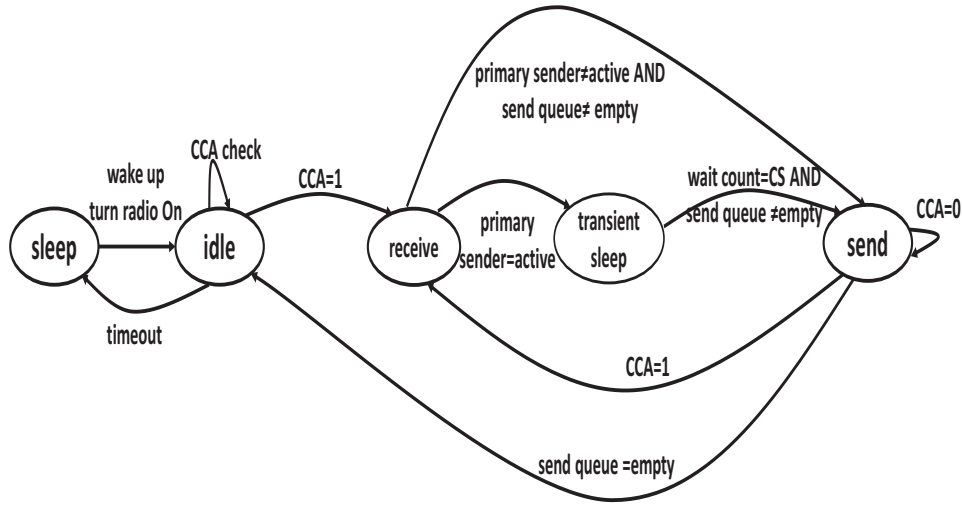 primary sender≠active AND
send queue≠ empty
CCA check
wake up
turn radio On
CCA=1
wait count=CS AND
send queue ≠empty
CCA=0
sleep
idle
receive
primary
sender=active
transient
sleep
send
timeout
CCA=1
send queue =empty